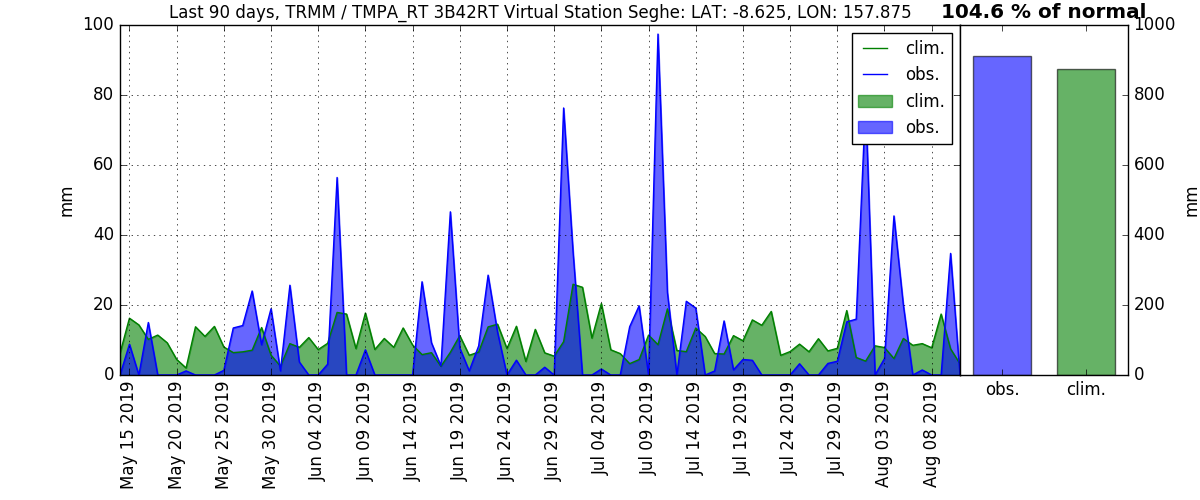 Last 90 days, TRMM / TMPA_RT 3B42RT Virtual Station Seghe: LAT: -8.625, LON: 157.875
104.6 % of normal
100
80
60
40
20
0
mm
clim.
obs.
clim.
obs.
1000
800
600
400
200
0
mm
May 15 2019
May 20 2019
May 25 2019
May 30 2019
Jun 04 2019
Jun 09 2019
Jun 14 2019
Jun 19 2019
Jun 24 2019
Jun 29 2019
Jul 04 2019
Jul 09 2019
Jul 14 2019
Jul 19 2019
Jul 24 2019
Jul 29 2019
Aug 03 2019
Aug 08 2019
obs.
clim.